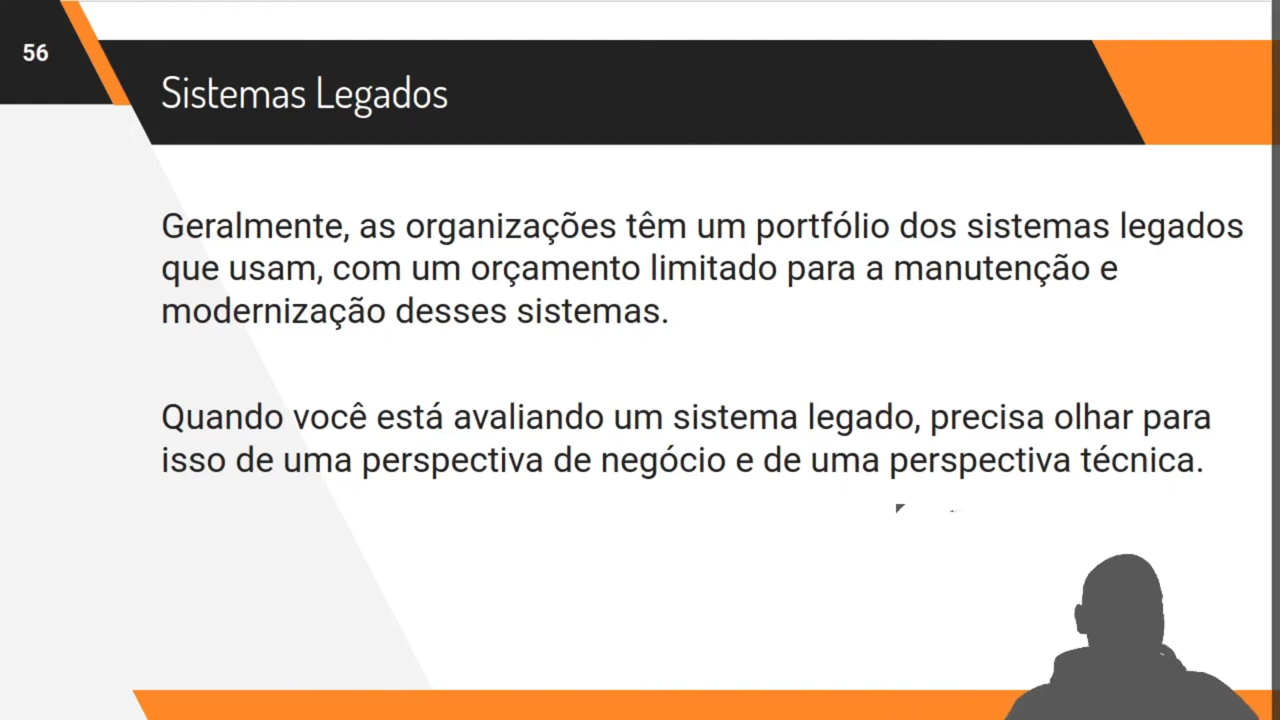 56
Sistemas Legados
Geralmente, as organizações têm um portfólio dos sistemas legados
que usam, com um orçamento limitado para a manutenção e
modernização desses sistemas.
Quando você está avaliando um sistema legado, precisa olhar para
isso de uma perspectiva de negócio e de uma perspectiva técnica.